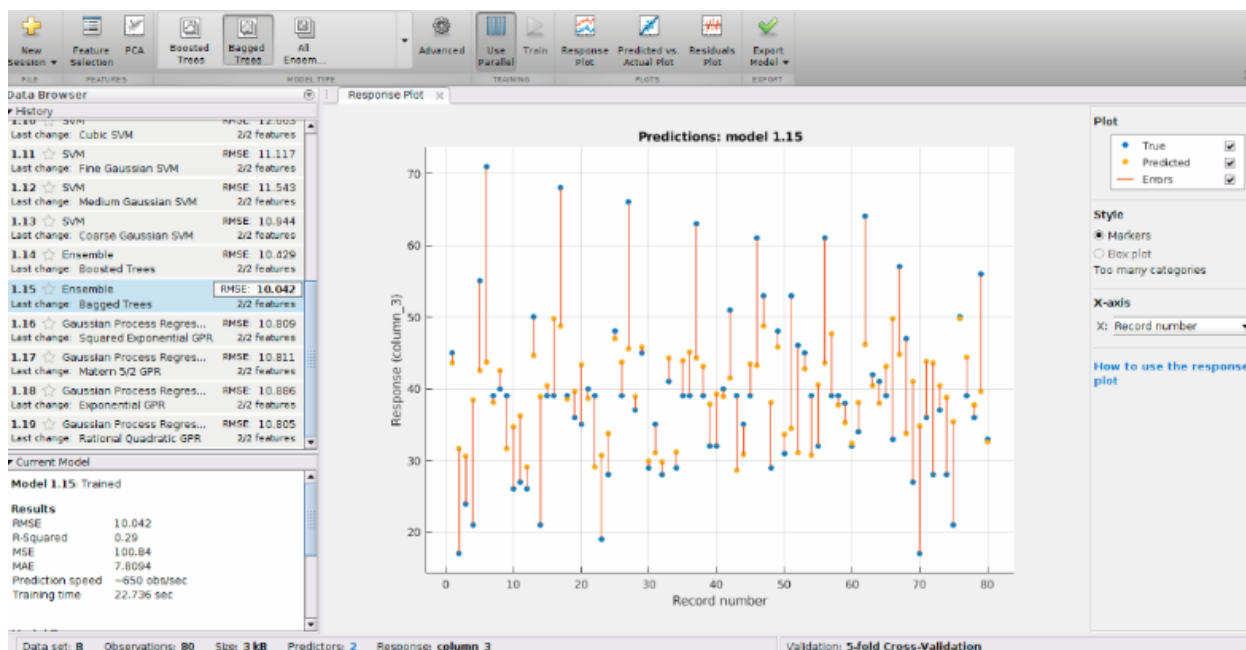 New Session
Feature Selection
PCA
Boosted Trees
Bagged Trees
All Ensem...
Advanced
Use Parallel
Train
Response Plot
Predicted vs. Actual Plot
Residuals Plot
Export Model
FILE
FEATURES
MODEL TYPE
TRAINING
PLOTS
EXPORT
Data Browser
History
1.10 SVM RMSE: 12.663
Last change: Cubic SVM 2/2 features
1.11 SVM RMSE: 11.117
Last change: Fine Gaussian SVM 2/2 features
1.12 SVM RMSE: 11.543
Last change: Medium Gaussian SVM 2/2 features
1.13 SVM RMSE: 10.944
Last change: Coarse Gaussian SVM 2/2 features
1.14 Ensemble RMSE: 10.429
Last change: Boosted Trees 2/2 features
1.15 Ensemble RMSE: 10.042
Last change: Bagged Trees 2/2 features
1.16 Gaussian Process Regres... RMSE: 10.809
Last change: Squared Exponential GPR 2/2 features
1.17 Gaussian Process Regres... RMSE: 10.811
Last change: Matern 5/2 GPR 2/2 features
1.18 Gaussian Process Regres... RMSE: 10.886
Last change: Exponential GPR 2/2 features
1.19 Gaussian Process Regres... RMSE: 10.805
Last change: Rational Quadratic GPR 2/2 features
Current Model
Model 1.15: Trained
Results
RMSE 10.042
R-Squared 0.29
MSE 100.84
MAE 7.8094
Prediction speed ~650 obs/sec
Training time 22.736 sec
Response Plot
Predictions: model 1.15
Response (column_3)
70
60
50
40
30
20
0 10 20 30 40 50 60 70 80
Record number
Plot
True
Predicted
Errors
Style
Markers
Box plot
Too many categories
X-axis
X: Record number
How to use the response
plot
Data set: B Observations: 80 Size: 3 kB Predictors: 2 Response: column_3 Validation: 5-fold Cross-Validation